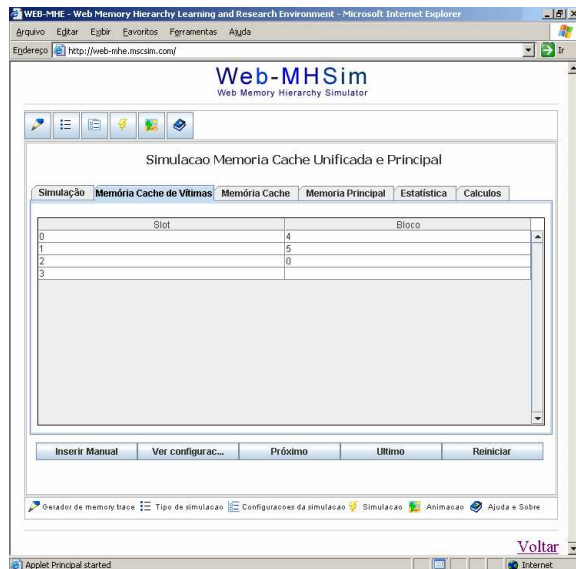 WEB-MHE - Web Memory Hierarchy Learning and Research Environment - Microsoft Internet Explorer
Arquivo Editar Exibir Favoritos Ferramentas Ajuda
Endereço http://web-mhe.mscsim.com/ Ir
Web-MHSim
Web Memory Hierarchy Simulator
Simulacao Memoria Cache Unificada e Principal
Simulação Memória Cache de Vítimas Memória Cache Memoria Principal Estatística Calculos
Slot Bloco
0 4
1 5
2 0
3
Inserir Manual Ver configurac... Próximo Ultimo Reiniciar
Gerador de memory trace Tipo de simulacao Configuracoes da simulacao Simulacao Animacao Ajuda e Sobre
Voltar
Applet Principal started Internet